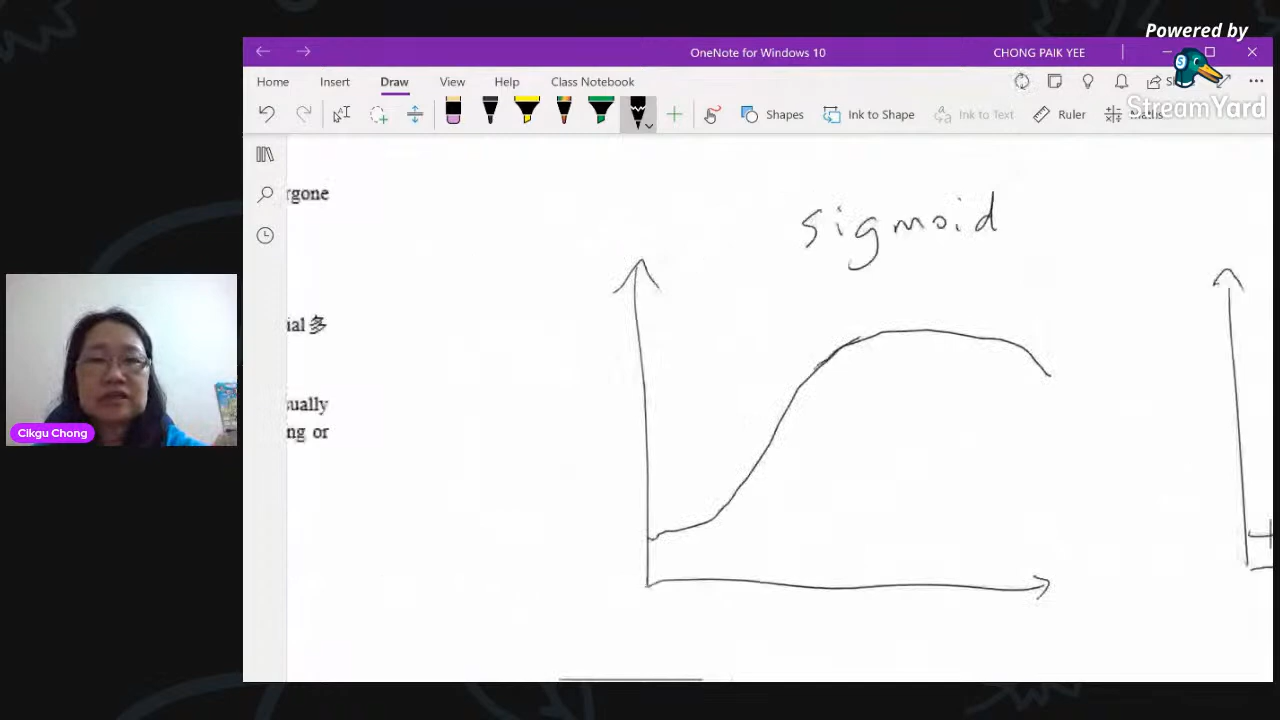 Powered by
StreamYard
OneNote for Windows 10
CHONG PAIK YEE
Home Insert Draw View Help Class Notebook
Shapes Ink to Shape Ink to Text Ruler Maths
rgone
sigmoid
ial 多
sually
ng or
Cikgu Chong